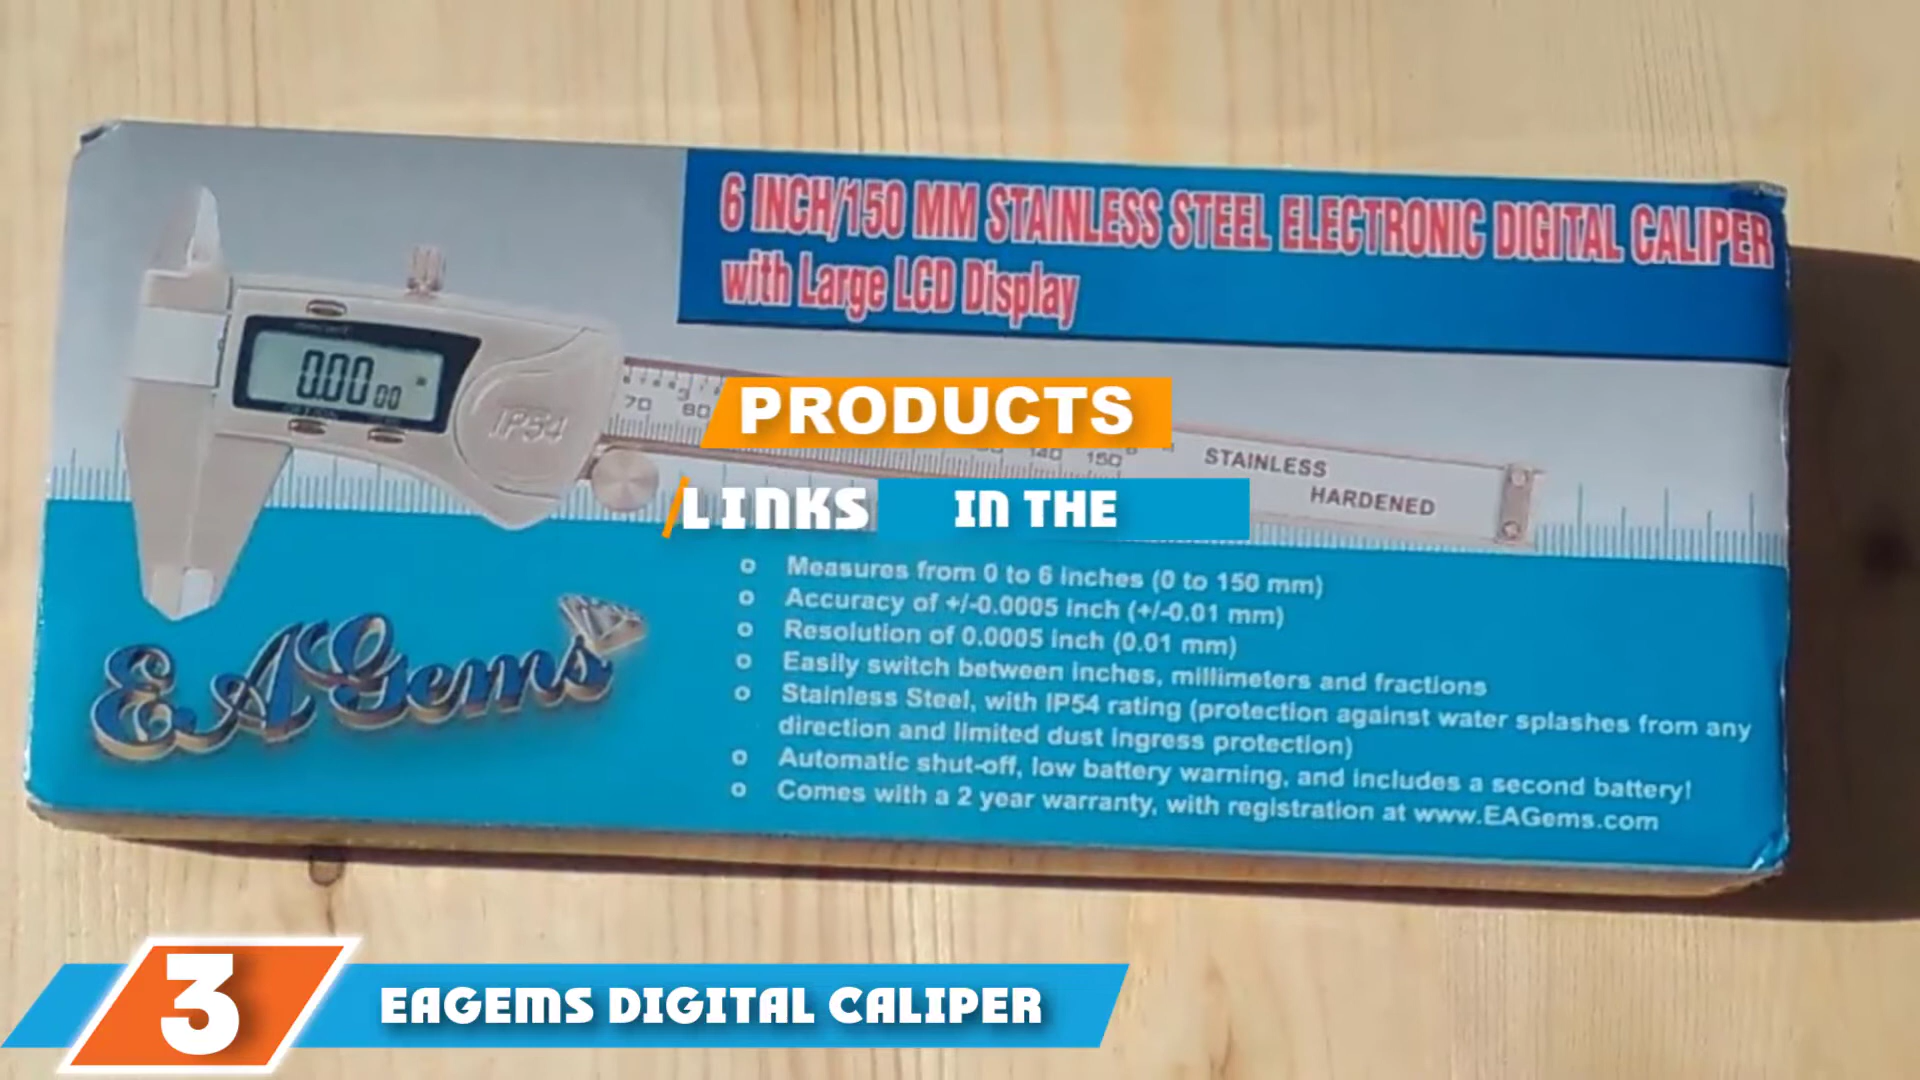 6 INCH/150 MM STAINLESS STEEL ELECTRONIC DIGITAL CALIPER
with Large LCD Display
0.0000
IP54
70 80
3
140 150
6
STAINLESS
HARDENED
PRODUCTS
LINKS IN THE
EAGems
o Measures from 0 to 6 inches (0 to 150 mm)
o Accuracy of +/-0.0005 inch (+/-0.01 mm)
o Resolution of 0.0005 inch (0.01 mm)
o Easily switch between inches, millimeters and fractions
o Stainless Steel, with IP54 rating (protection against water splashes from any
direction and limited dust ingress protection)
o Automatic shut-off, low battery warning, and includes a second battery!
o Comes with a 2 year warranty, with registration at www.EAGems.com
3 EAGEMS DIGITAL CALIPER